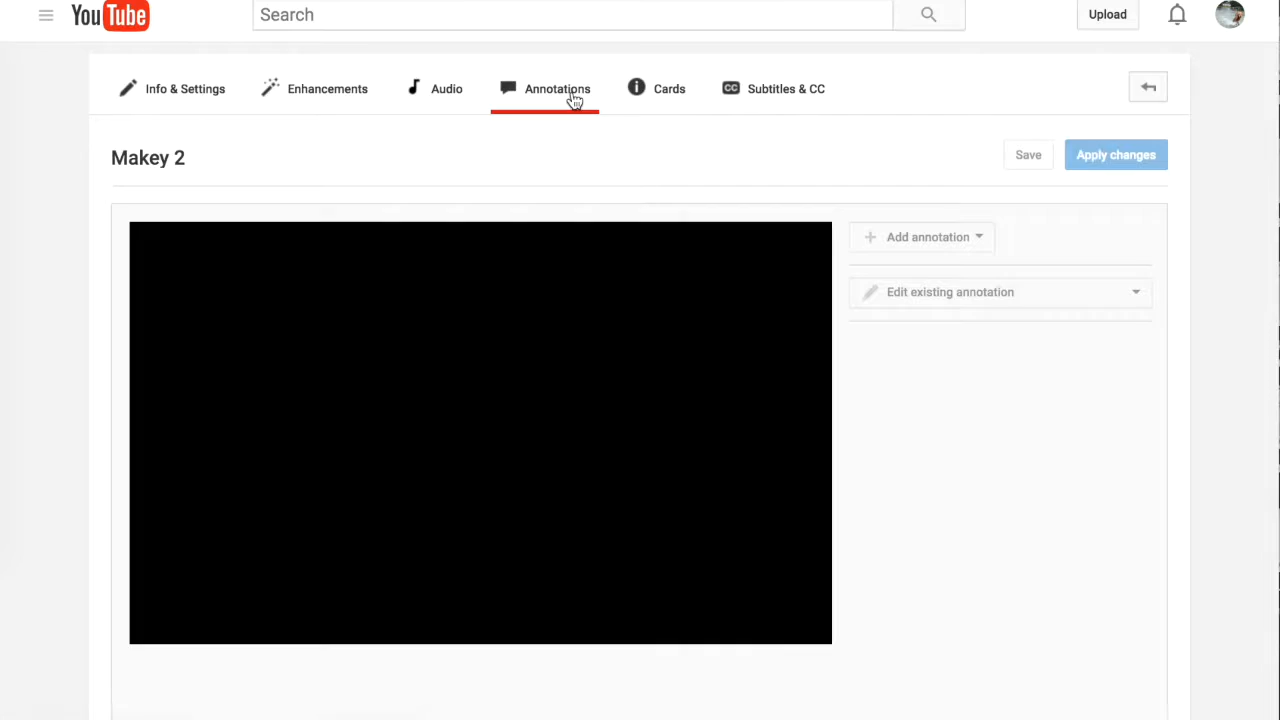 YouTube
Search
Upload
Info & Settings
Enhancements
Audio
Annotations
Cards
CC Subtitles & CC
Makey 2
Save
Apply changes
Add annotation
Edit existing annotation